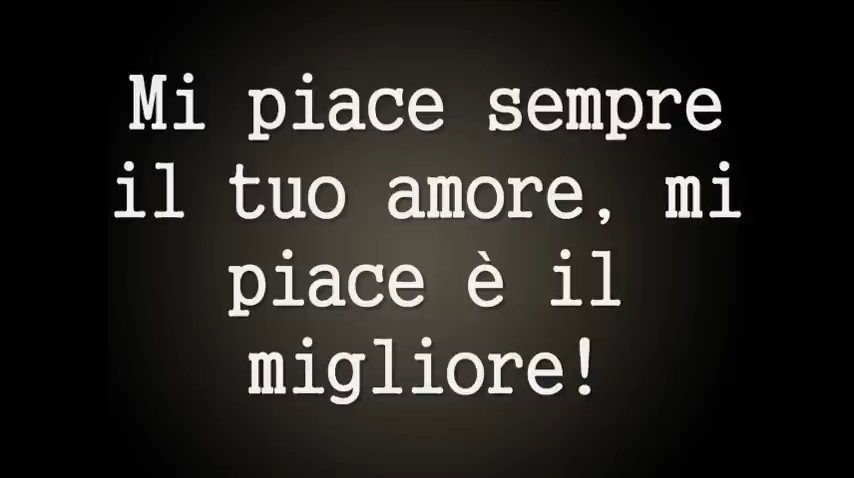 Mi piace sempre
il tuo amore, mi
piace è il
migliore!